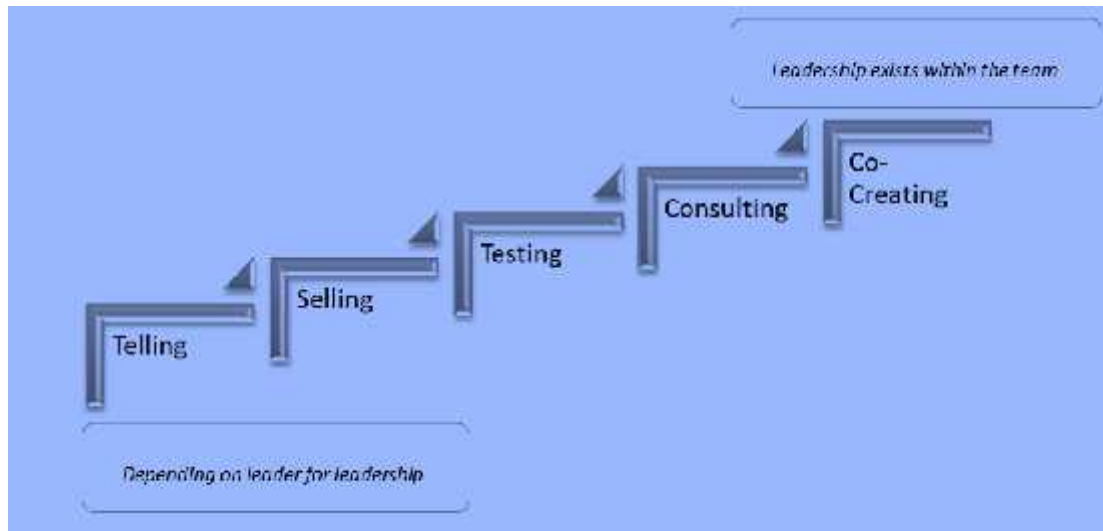 Leadership exists within the team
Co-
Creating
Consulting
Testing
Selling
Telling
Depending on leader for leadership